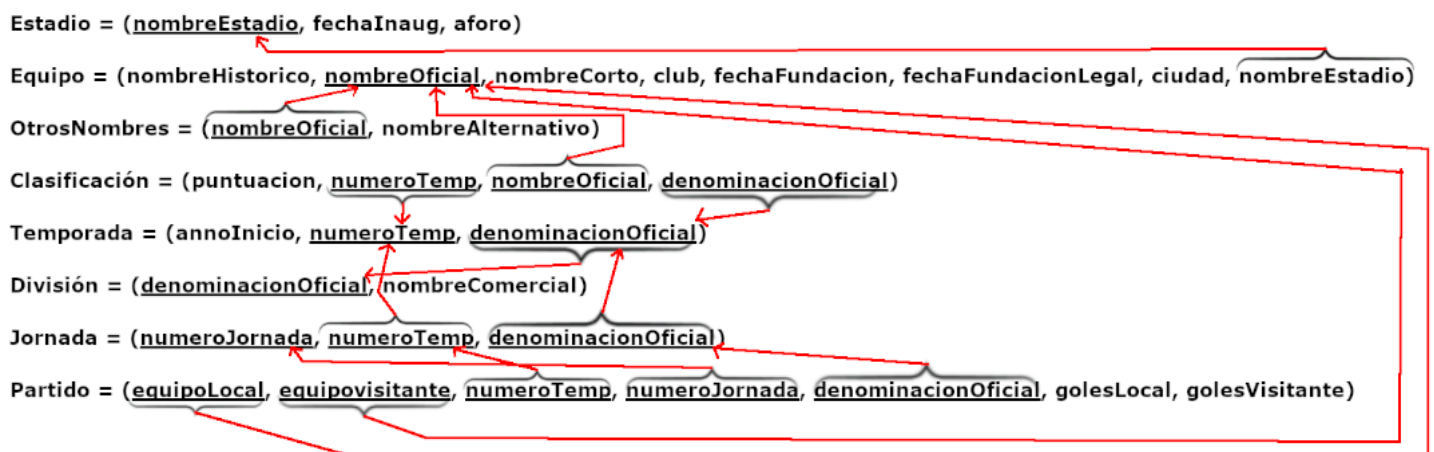 Estadio = (nombreEstadio, fechaInaug, aforo)
Equipo = (nombreHistorico, nombreOficial, nombreCorto, club, fechaFundacion, fechaFundacionLegal, ciudad, nombreEstadio)
OtrosNombres = (nombreOficial, nombreAlternativo)
Clasificación = (puntuacion, numeroTemp, nombreOficial, denominacionOficial)
Temporada = (annoInicio, numeroTemp, denominacionOficial)
División = (denominacionOficial, nombreComercial)
Jornada = (numeroJornada, numeroTemp, denominacionOficial)
Partido = (equipoLocal, equipovisitante, numeroTemp, numeroJornada, denominacionOficial, golesLocal, golesVisitante)